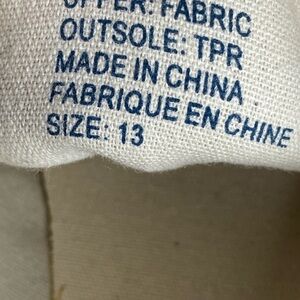 UPPER: FABRIC
OUTSOLE: TPR
MADE IN CHINA
FABRIQUE EN CHINE
SIZE: 13